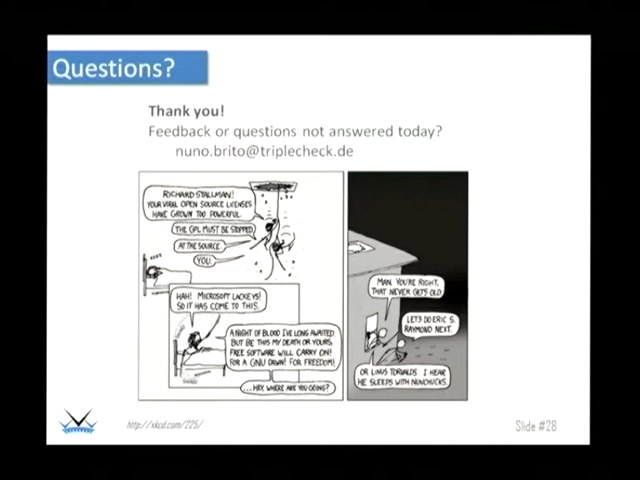 Questions?
Thank you!
Feedback or questions not answered today?
nuno.brito@triplecheck.de
RICHARD STALLMAN!
YOUR VIRAL OPEN SOURCE LICENSES
HAVE GROWN TOO POWERFUL.
THE GPL MUST BE STOPPED
AT THE SOURCE.
YOU.
HAH! MICROSOFT LACKEYS!
SO IT HAS COME TO THIS.
A NIGHT OF BLOOD I'VE LONG AWAITED
BUT BE THIS MY DEATH OR YOURS,
FREE SOFTWARE WILL CARRY ON!
FOR A GNU DAWN! FOR FREEDOM!
...HEY, WHERE ARE YOU GOING?
MAN, YOU'RE RIGHT,
THAT NEVER GETS OLD.
LET'S DO ERIC S.
RAYMOND NEXT.
OR LINUS TORVALDS. I HEAR
HE SLEEPS WITH NUNCHUCKS.
http://xkcd.com/225/
Slide #28